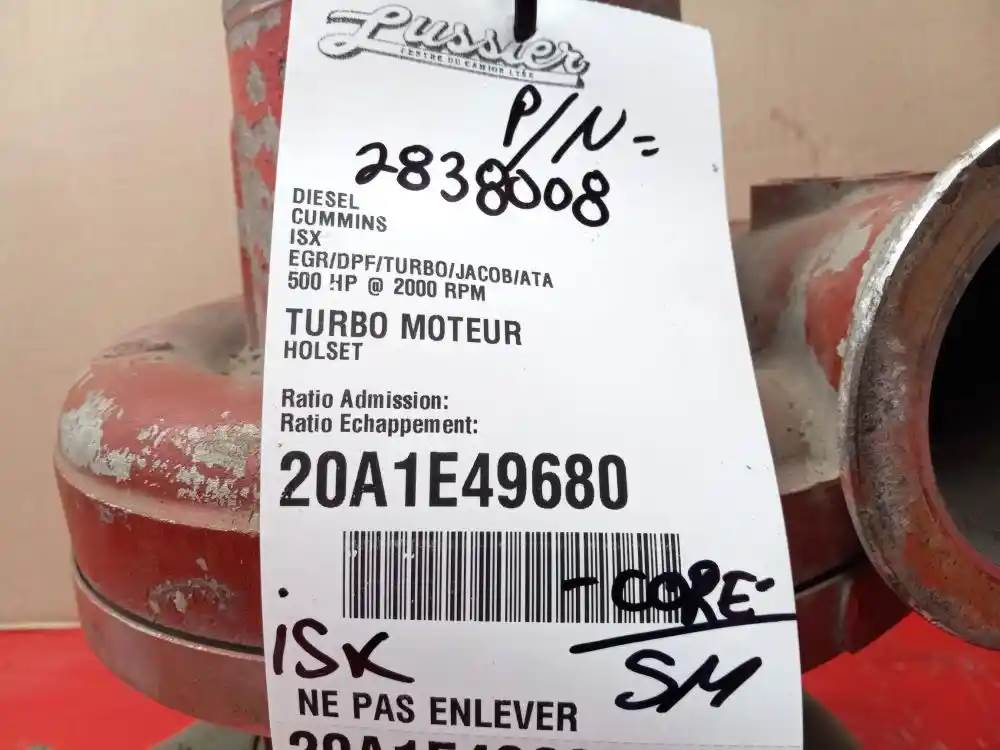 Lussier
CENTRE DU CAMION LTÉE
P/N =
2838008
DIESEL
CUMMINS
ISX
EGR/DPF/TURBO/JACOB/ATA
500 HP @ 2000 RPM
TURBO MOTEUR
HOLSET
Ratio Admission:
Ratio Echappement:
20A1E49680
- CORE -
SM
ISX
NE PAS ENLEVER